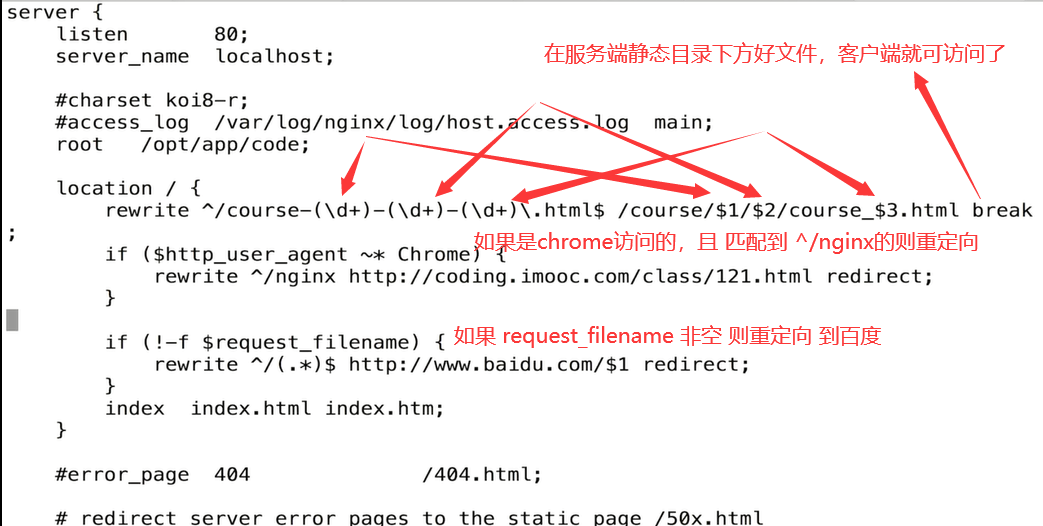 server {
listen 80;
server_name localhost;
在服务端静态目录下方好文件，客户端就可访问了
#charset koi8-r;
#access_log /var/log/nginx/log/host.access.log main;
root /opt/app/code;
location / {
rewrite ^/course-(\d+)-(\d+)-(\d+)\.html$ /course/$1/$2/course_$3.html break
;
如果是chrome访问的，且 匹配到 ^/nginx的则重定向
if ($http_user_agent ~* Chrome) {
rewrite ^/nginx http://coding.imooc.com/class/121.html redirect;
}
if (!-f $request_filename) {
如果 request_filename 非空 则重定向 到百度
rewrite ^/(.*)$ http://www.baidu.com/$1 redirect;
}
index index.html index.htm;
}
#error_page 404 /404.html;
# redirect server error pages to the static page /50x.html